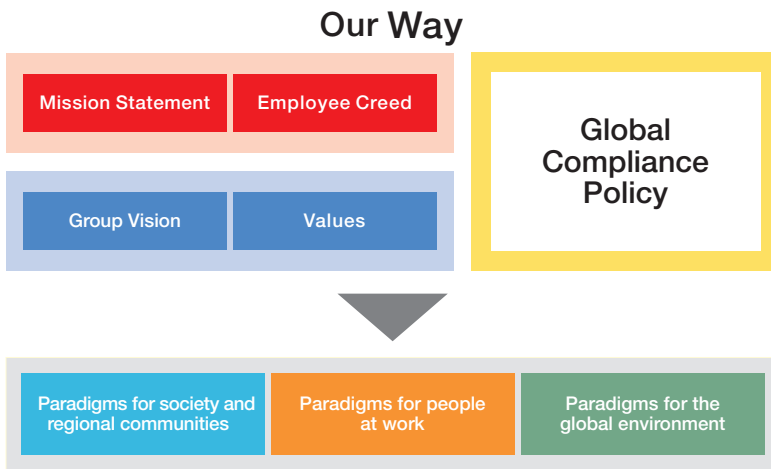 Our Way
Mission Statement
Employee Creed
Global
Compliance
Policy
Group Vision
Values
Paradigms for society and
regional communities
Paradigms for people
at work
Paradigms for the
global environment